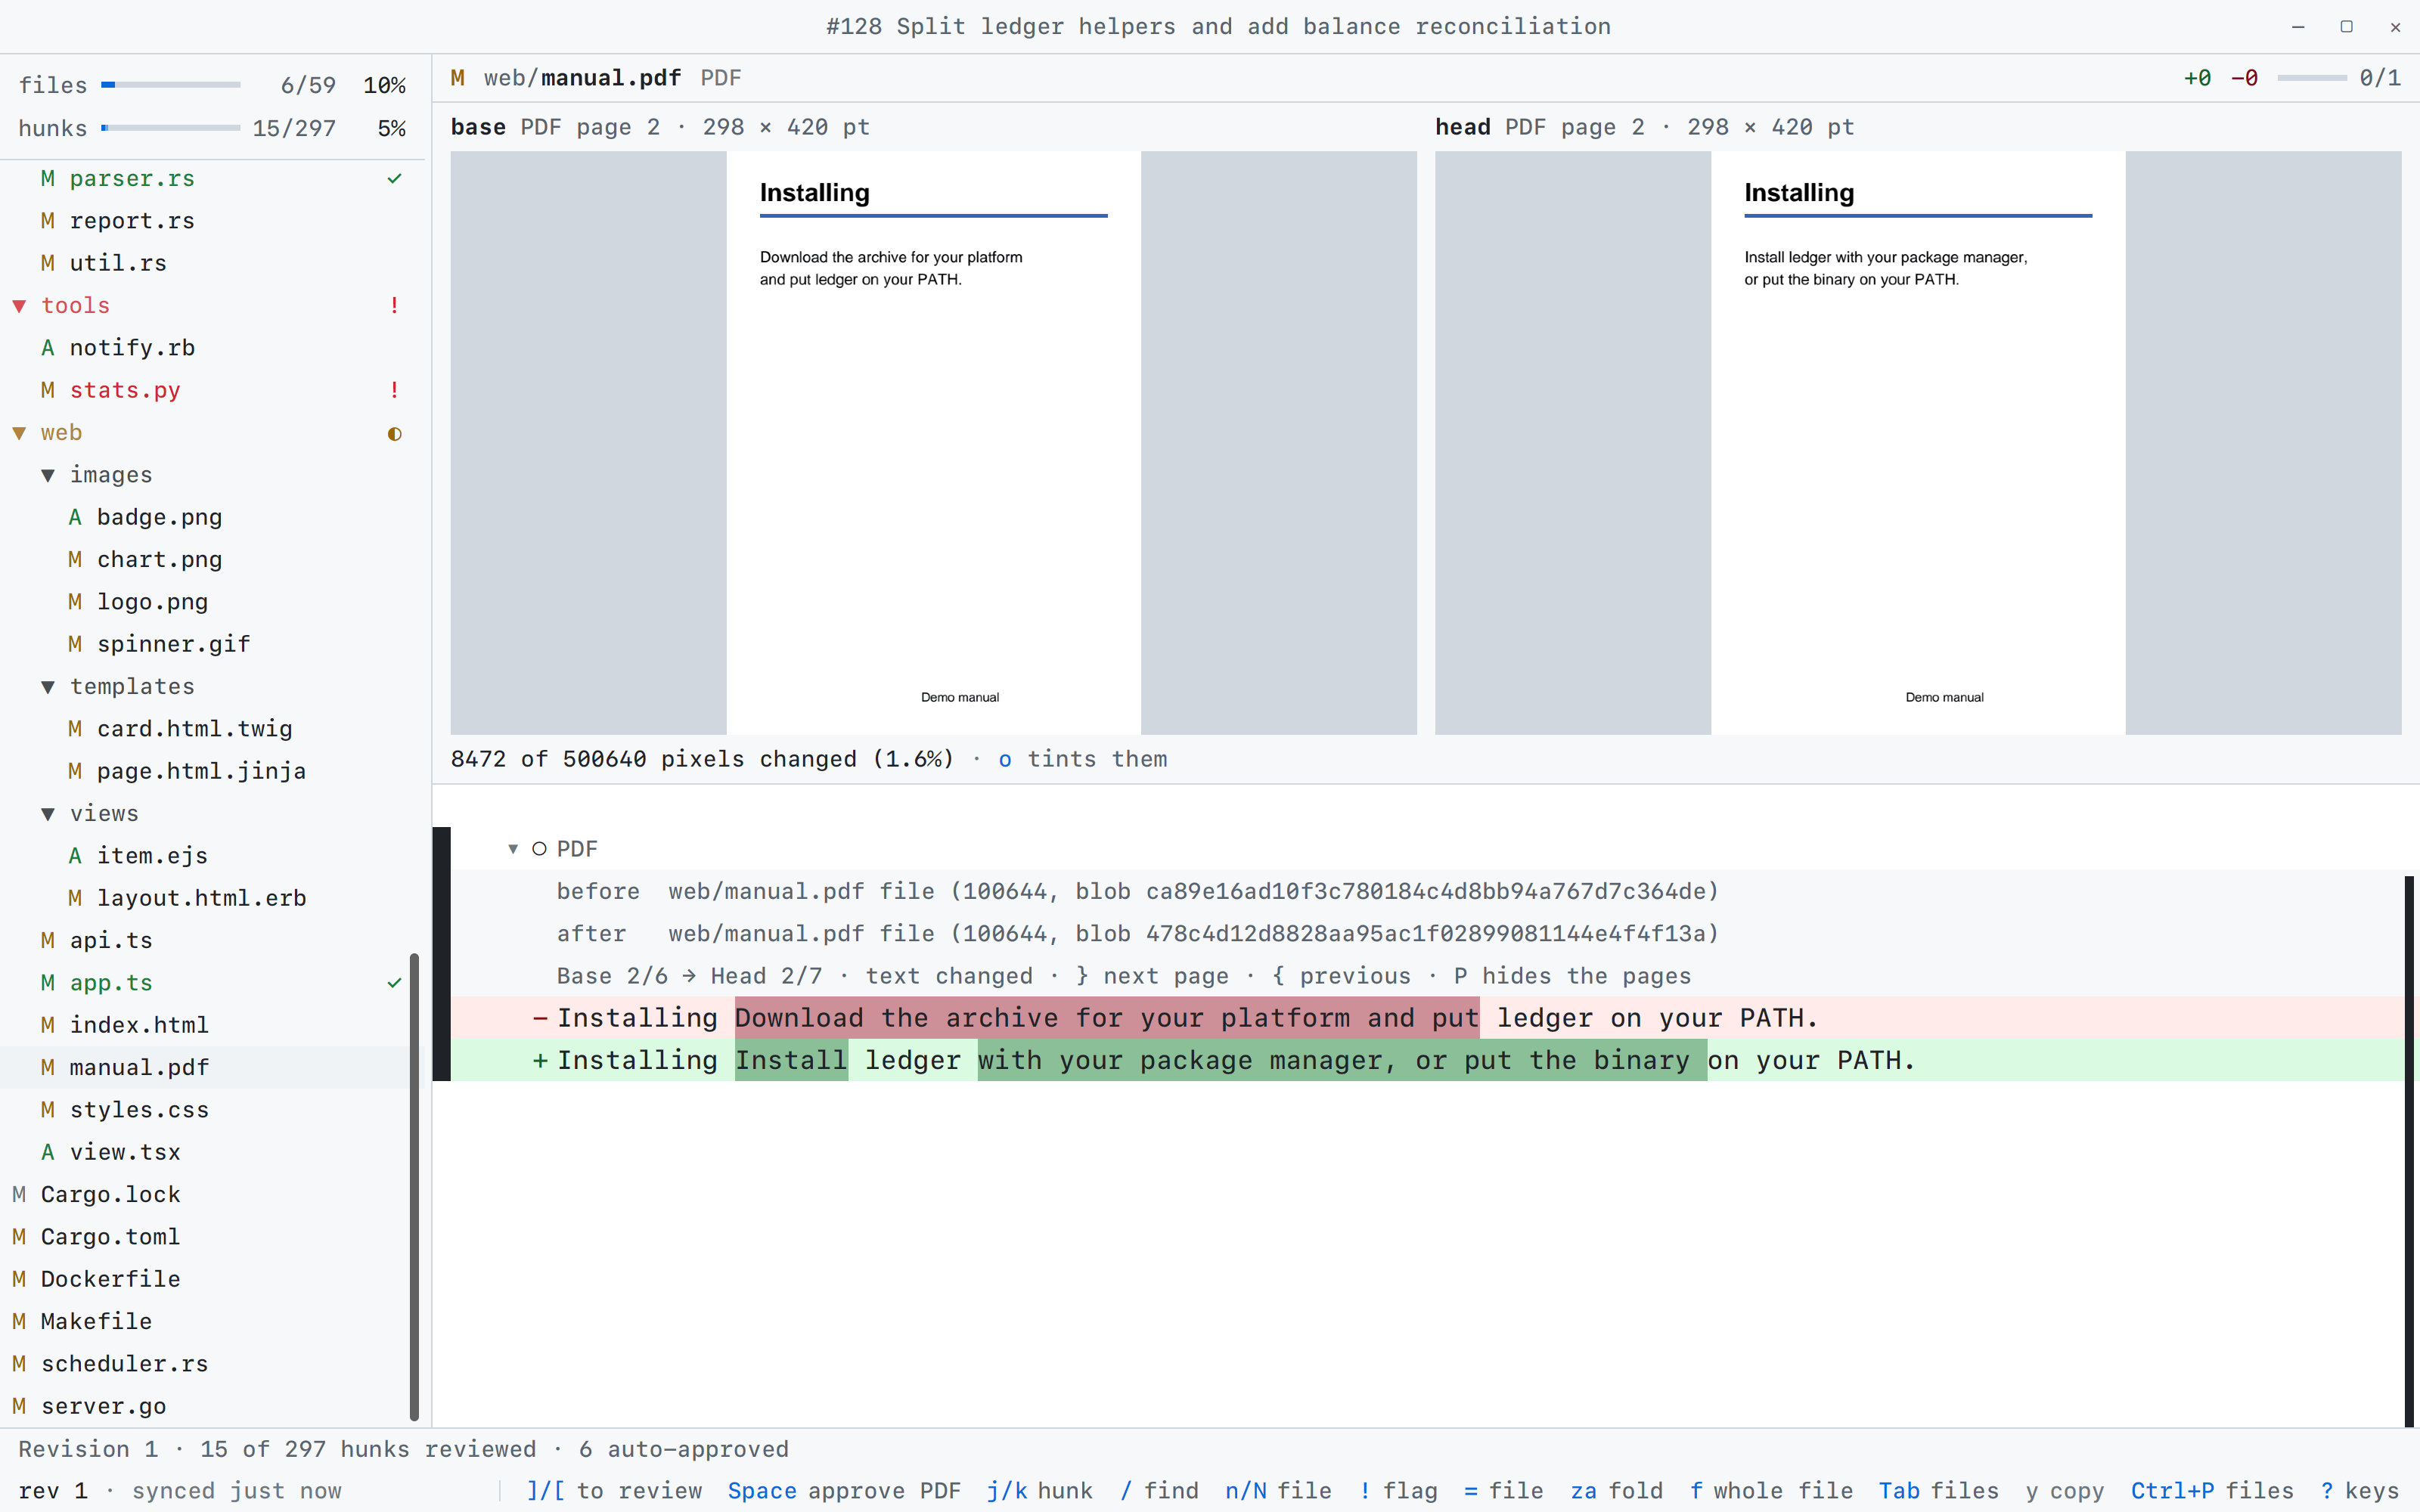 #128 Split ledger helpers and add balance reconciliation
files 6/59 10%
hunks 15/297 5%
M parser.rs ✓
M report.rs
M util.rs
▼ tools !
A notify.rb
M stats.py !
▼ web ◐
▼ images
A badge.png
M chart.png
M logo.png
M spinner.gif
▼ templates
M card.html.twig
M page.html.jinja
▼ views
A item.ejs
M layout.html.erb
M api.ts
M app.ts ✓
M index.html
M manual.pdf
M styles.css
A view.tsx
M Cargo.lock
M Cargo.toml
M Dockerfile
M Makefile
M scheduler.rs
M server.go
M web/manual.pdf PDF +0 −0 0/1
base PDF page 2 · 298 × 420 pt
Installing
Download the archive for your platform
and put ledger on your PATH.
Demo manual
head PDF page 2 · 298 × 420 pt
Installing
Install ledger with your package manager,
or put the binary on your PATH.
Demo manual
8472 of 500640 pixels changed (1.6%) · o tints them
▼ ○ PDF
before web/manual.pdf file (100644, blob ca89e16ad10f3c780184c4d8bb94a767d7c364de)
after web/manual.pdf file (100644, blob 478c4d12d8828aa95ac1f02899081144e4f4f13a)
Base 2/6 → Head 2/7 · text changed · } next page · { previous · P hides the pages
− Installing Download the archive for your platform and put ledger on your PATH.
+ Installing Install ledger with your package manager, or put the binary on your PATH.
Revision 1 · 15 of 297 hunks reviewed · 6 auto-approved
rev 1 · synced just now ]/[ to review Space approve PDF j/k hunk / find n/N file ! flag = file za fold f whole file Tab files y copy Ctrl+P files ? keys